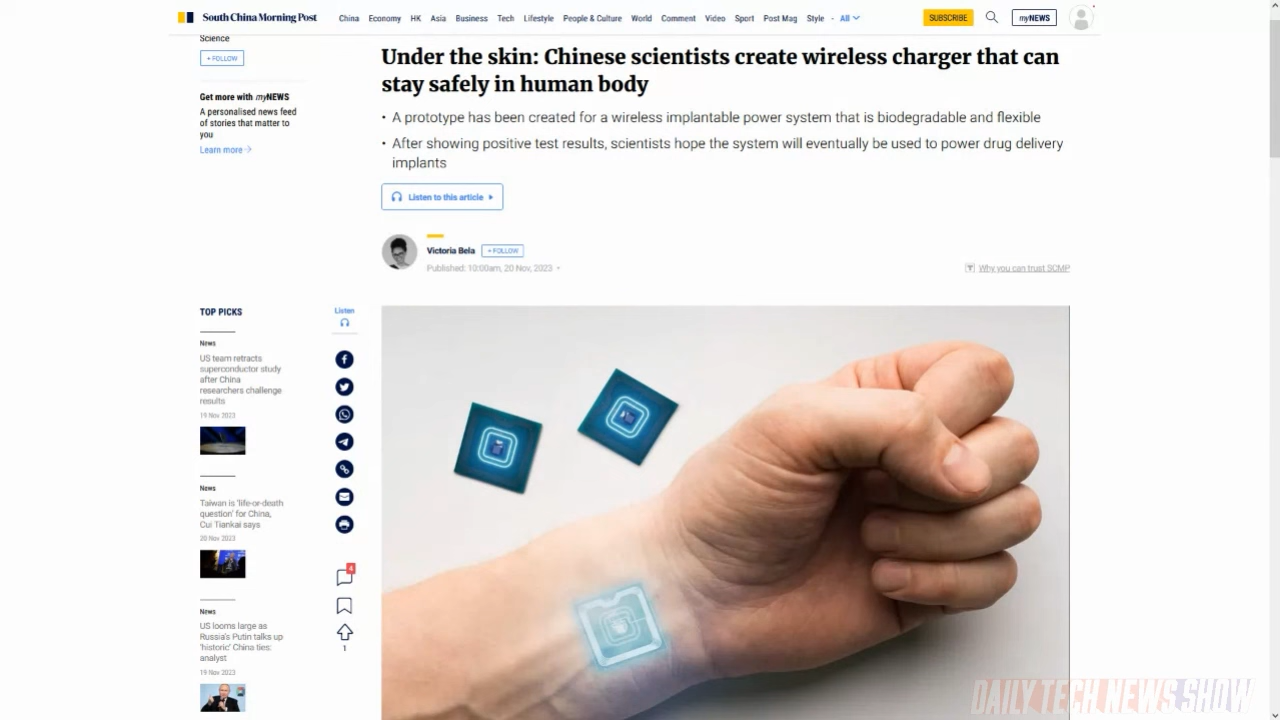 South China Morning Post
China Economy HK Asia Business Tech Lifestyle People & Culture World Comment Video Sport Post Mag Style All
SUBSCRIBE
myNEWS
Science
+ FOLLOW
Get more with myNEWS
A personalised news feed
of stories that matter to
you
Learn more
Under the skin: Chinese scientists create wireless charger that can
stay safely in human body
• A prototype has been created for a wireless implantable power system that is biodegradable and flexible
• After showing positive test results, scientists hope the system will eventually be used to power drug delivery
implants
Listen to this article
Victoria Bela
+ FOLLOW
Published: 10:00am, 20 Nov, 2023
Why you can trust SCMP
TOP PICKS
News
US team retracts
superconductor study
after China
researchers challenge
results
19 Nov 2023
News
Taiwan is 'life-or-death
question' for China,
Cui Tiankai says
20 Nov 2023
News
US looms large as
Russia's Putin talks up
'historic' China ties:
analyst
19 Nov 2023
Listen
4
1
DAILY TECH NEWS SHOW